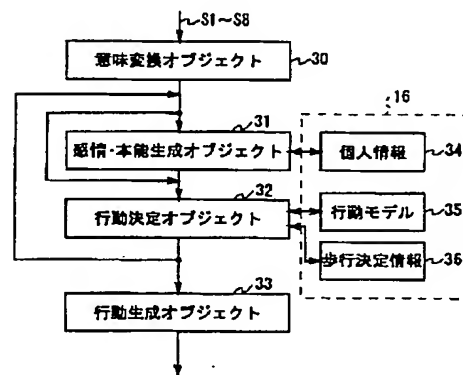 S1～S8
意味変換オブジェクト
30
16
31
感情・本能生成オブジェクト
個人情報
34
32
行動決定オブジェクト
行動モデル
35
歩行決定情報
36
33
行動生成オブジェクト